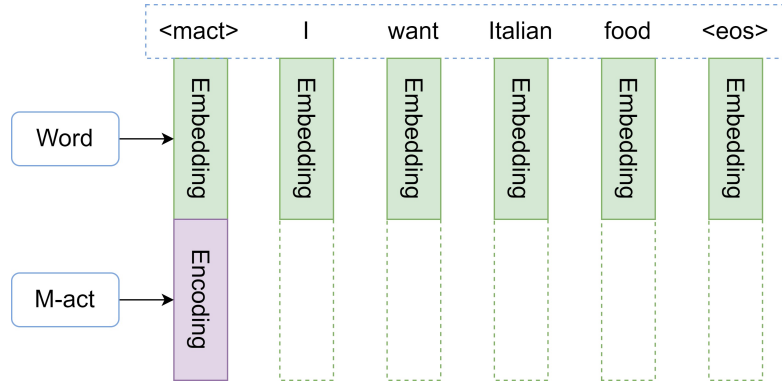 <mact> I want Italian food <eos>
Word
Embedding Embedding Embedding Embedding Embedding Embedding
M-act
Encoding